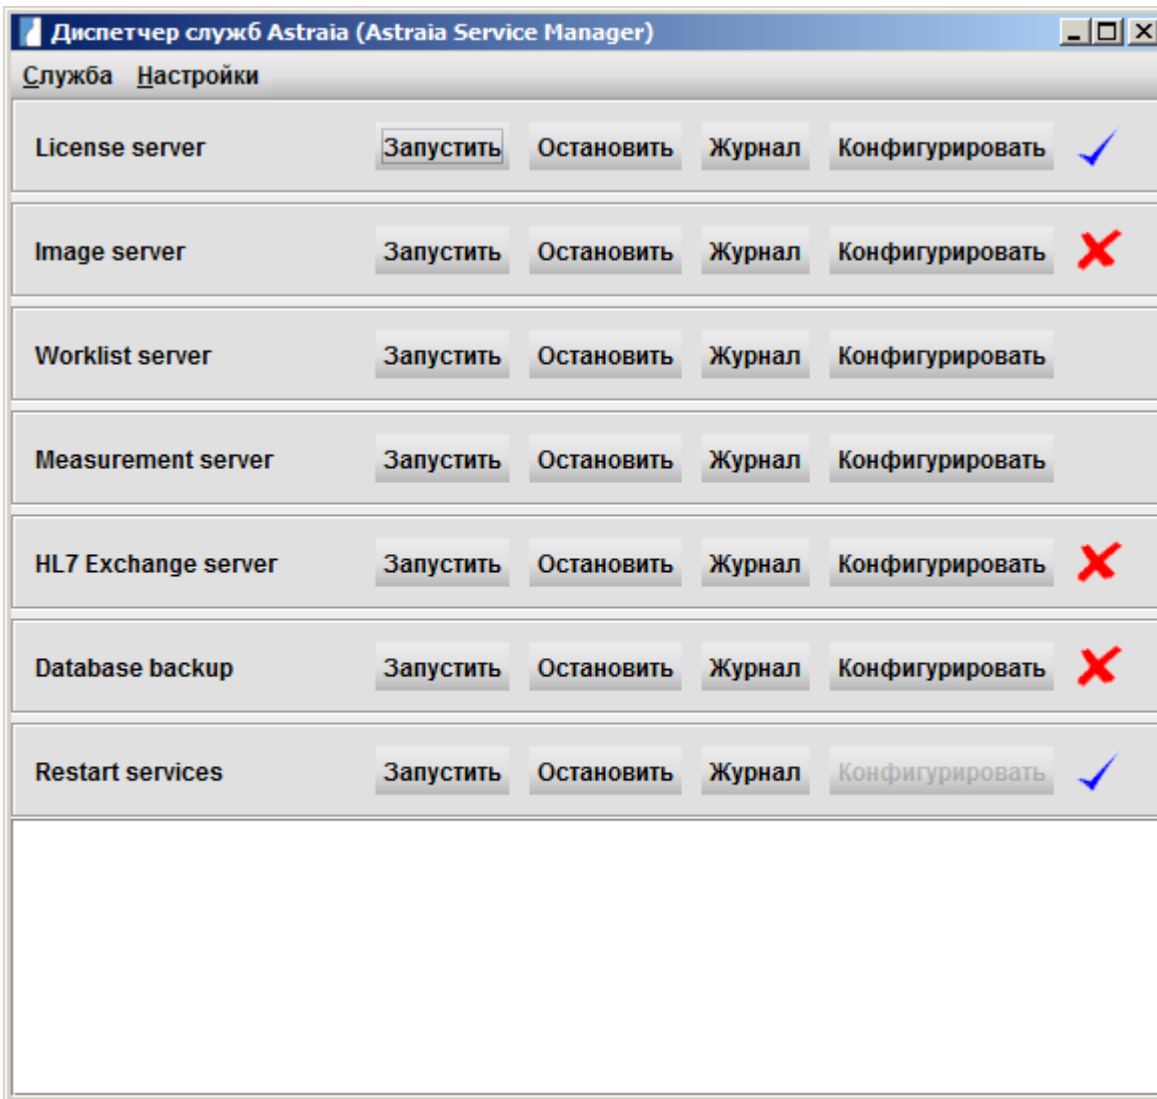 Диспетчер служб Astraia (Astraia Service Manager)
Служба Настройки
License server Запустить Остановить Журнал Конфигурировать
Image server Запустить Остановить Журнал Конфигурировать
Worklist server Запустить Остановить Журнал Конфигурировать
Measurement server Запустить Остановить Журнал Конфигурировать
HL7 Exchange server Запустить Остановить Журнал Конфигурировать
Database backup Запустить Остановить Журнал Конфигурировать
Restart services Запустить Остановить Журнал Конфигурировать